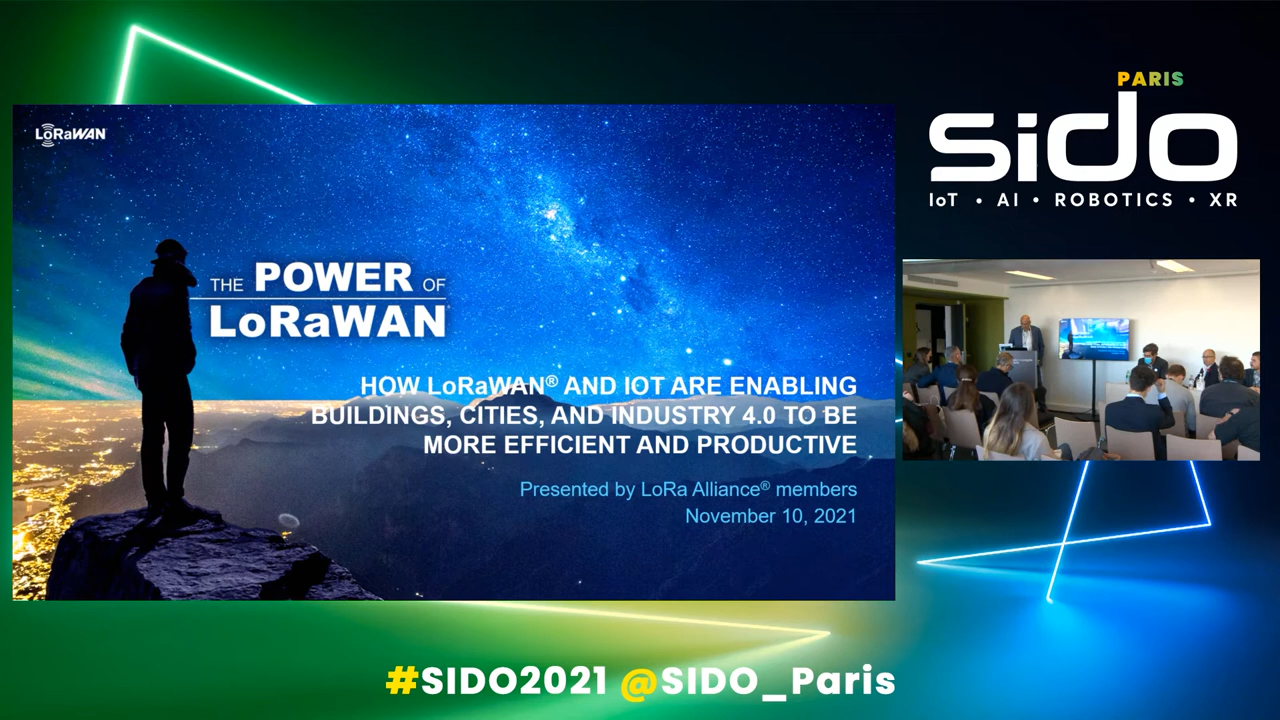 LoRaWAN
THE POWER OF
LoRaWAN®
HOW LoRaWAN® AND IOT ARE ENABLING
BUILDINGS, CITIES, AND INDUSTRY 4.0 TO BE
MORE EFFICIENT AND PRODUCTIVE
Presented by LoRa Alliance® members
November 10, 2021
PARIS
sido
IoT • AI • ROBOTICS • XR
#SIDO2021 @SIDO_Paris